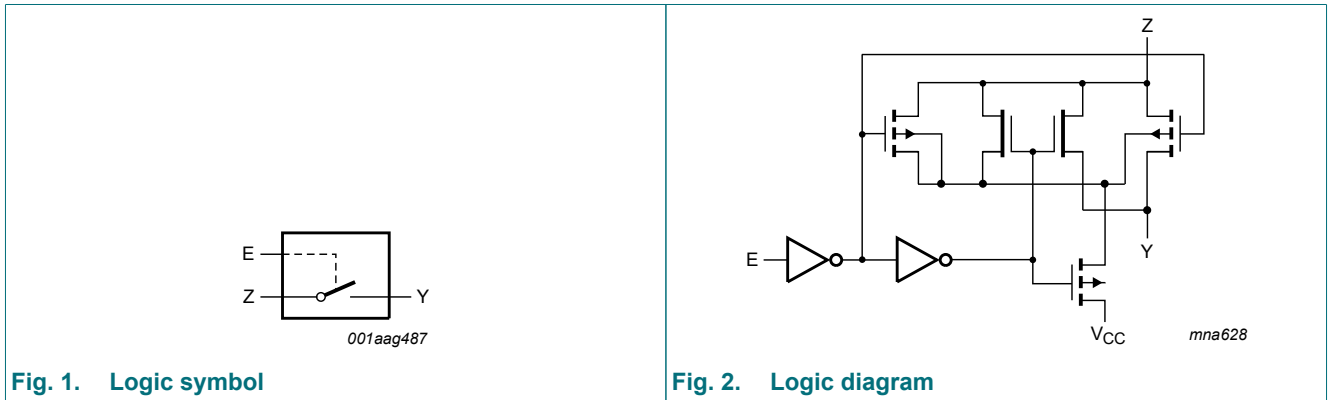 E
Z
Y
001aag487
Fig. 1. Logic symbol
Z
E
Y
VCC
mna628
Fig. 2. Logic diagram